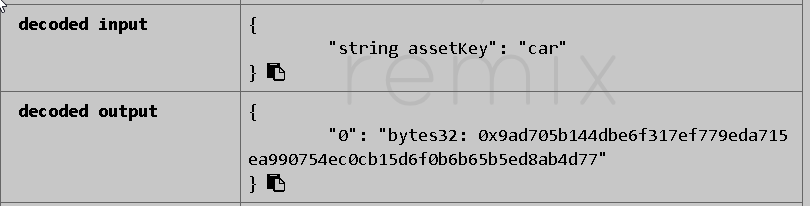 decoded input
{
"string assetKey": "car"
}
remix
decoded output
{
"0": "bytes32: 0x9ad705b144dbe6f317ef779eda715
ea990754ec0cb15d6f0b6b65b5ed8ab4d77"
}